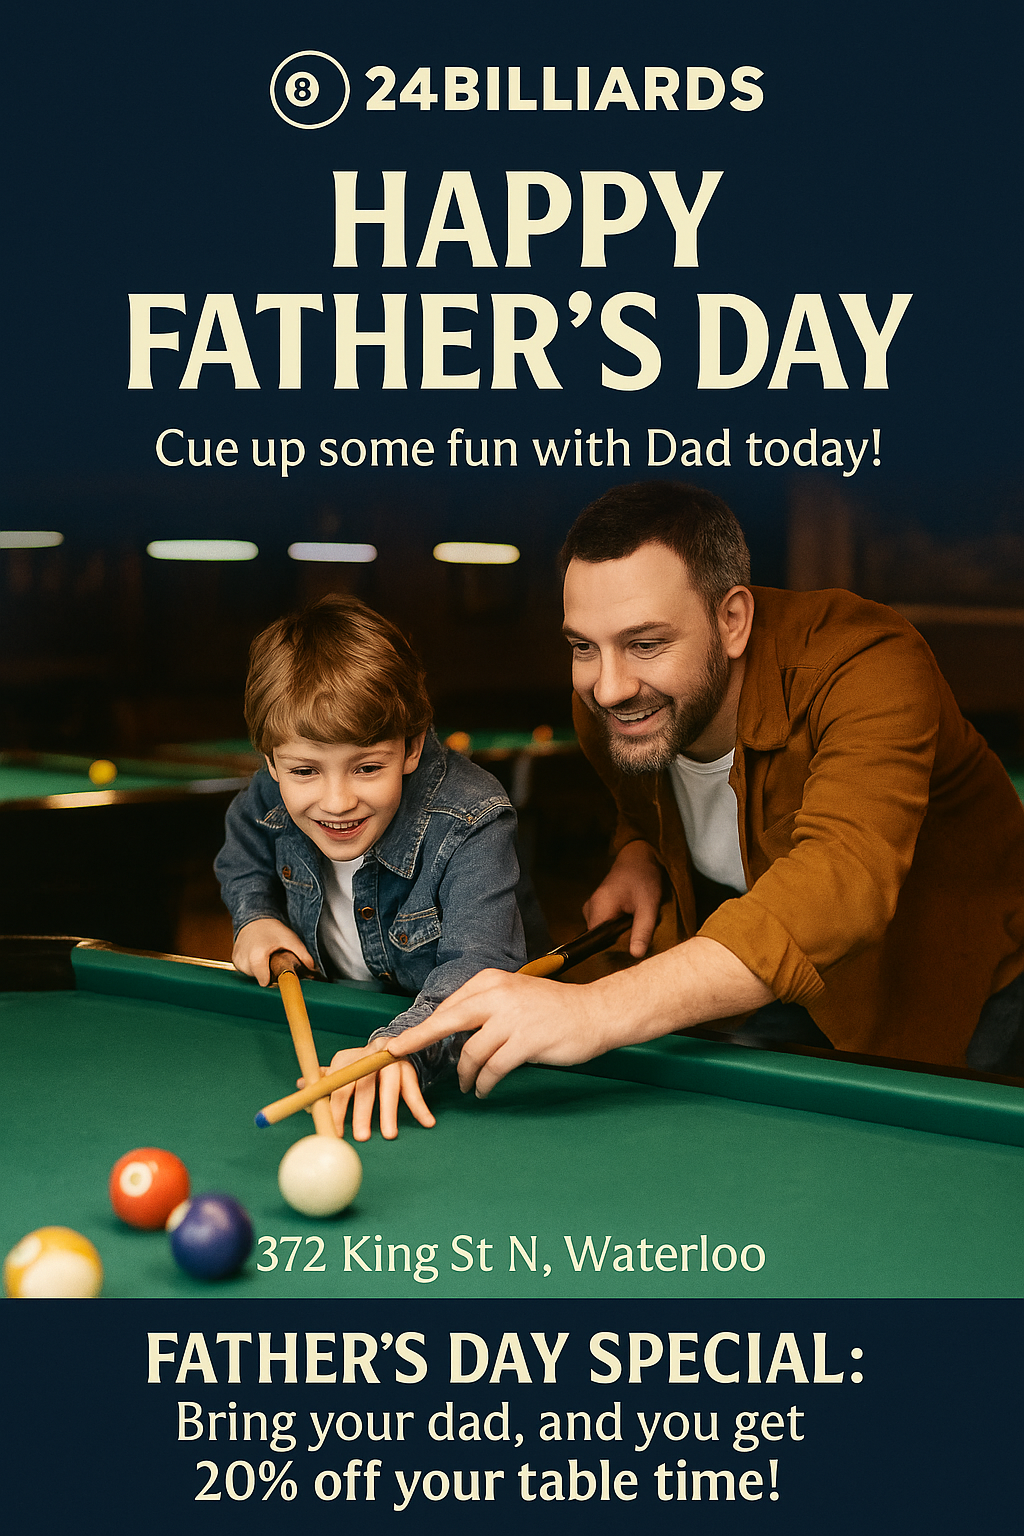 8 24BILLIARDS
HAPPY
FATHER’S DAY
Cue up some fun with Dad today!
372 King St N, Waterloo
FATHER’S DAY SPECIAL:
Bring your dad, and you get
20% off your table time!